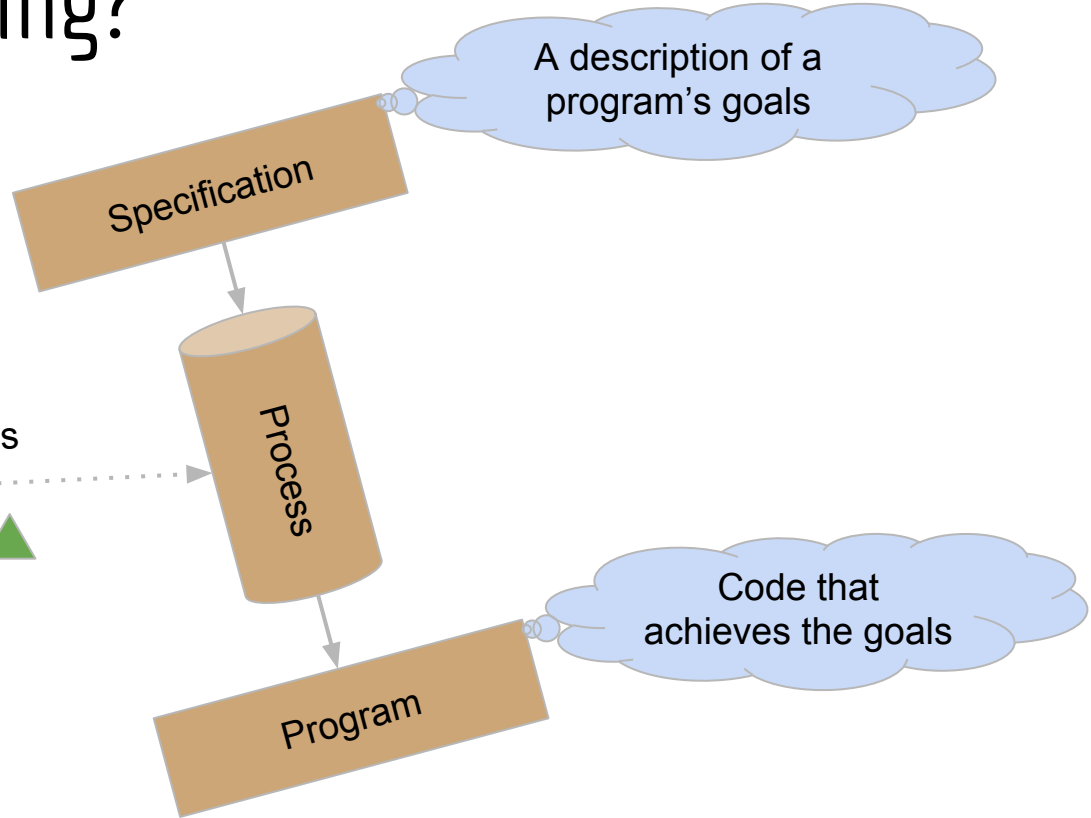 ing?
A description of a
program’s goals
Specification
s
Process
Code that
achieves the goals
Program